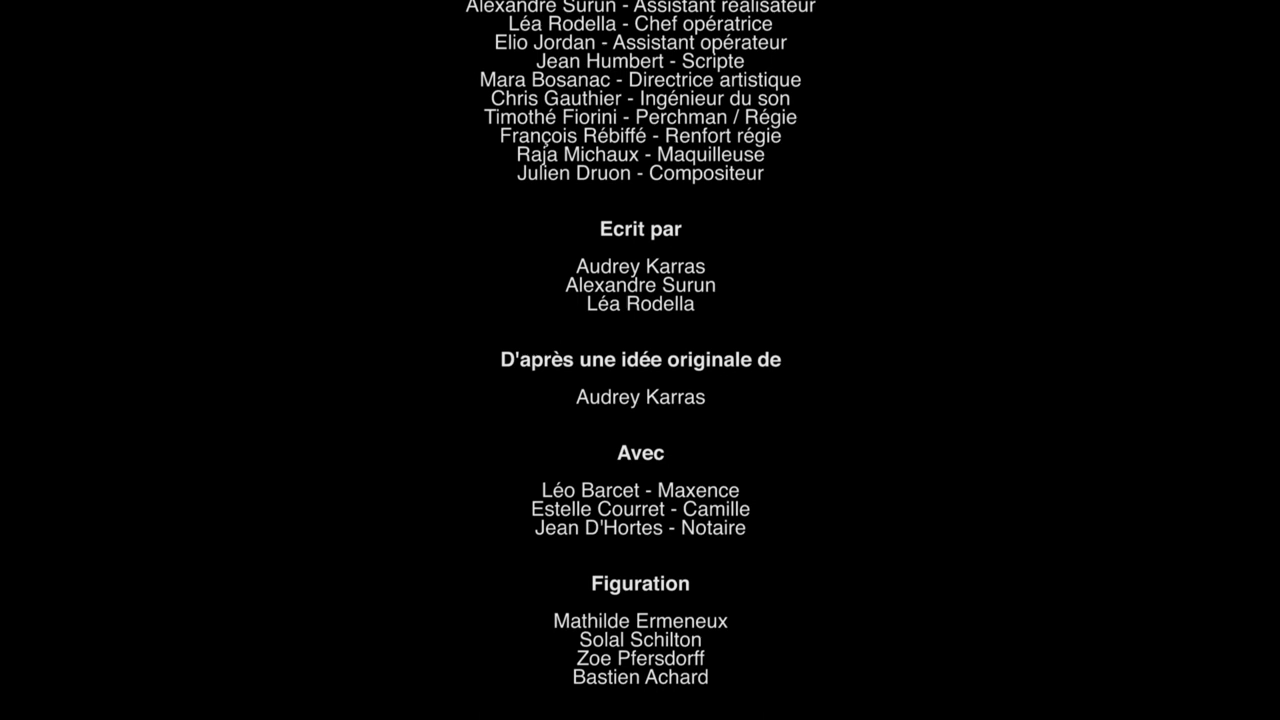 Alexandre Surun - Assistant réalisateur
Léa Rodella - Chef opératrice
Elio Jordan - Assistant opérateur
Jean Humbert - Scripte
Mara Bosanac - Directrice artistique
Chris Gauthier - Ingénieur du son
Timothé Fiorini - Perchman / Régie
François Rébiffé - Renfort régie
Raja Michaux - Maquilleuse
Julien Druon - Compositeur
Ecrit par
Audrey Karras
Alexandre Surun
Léa Rodella
D'après une idée originale de
Audrey Karras
Avec
Léo Barcet - Maxence
Estelle Courret - Camille
Jean D'Hortes - Notaire
Figuration
Mathilde Ermeneux
Solal Schilton
Zoe Pfersdorff
Bastien Achard